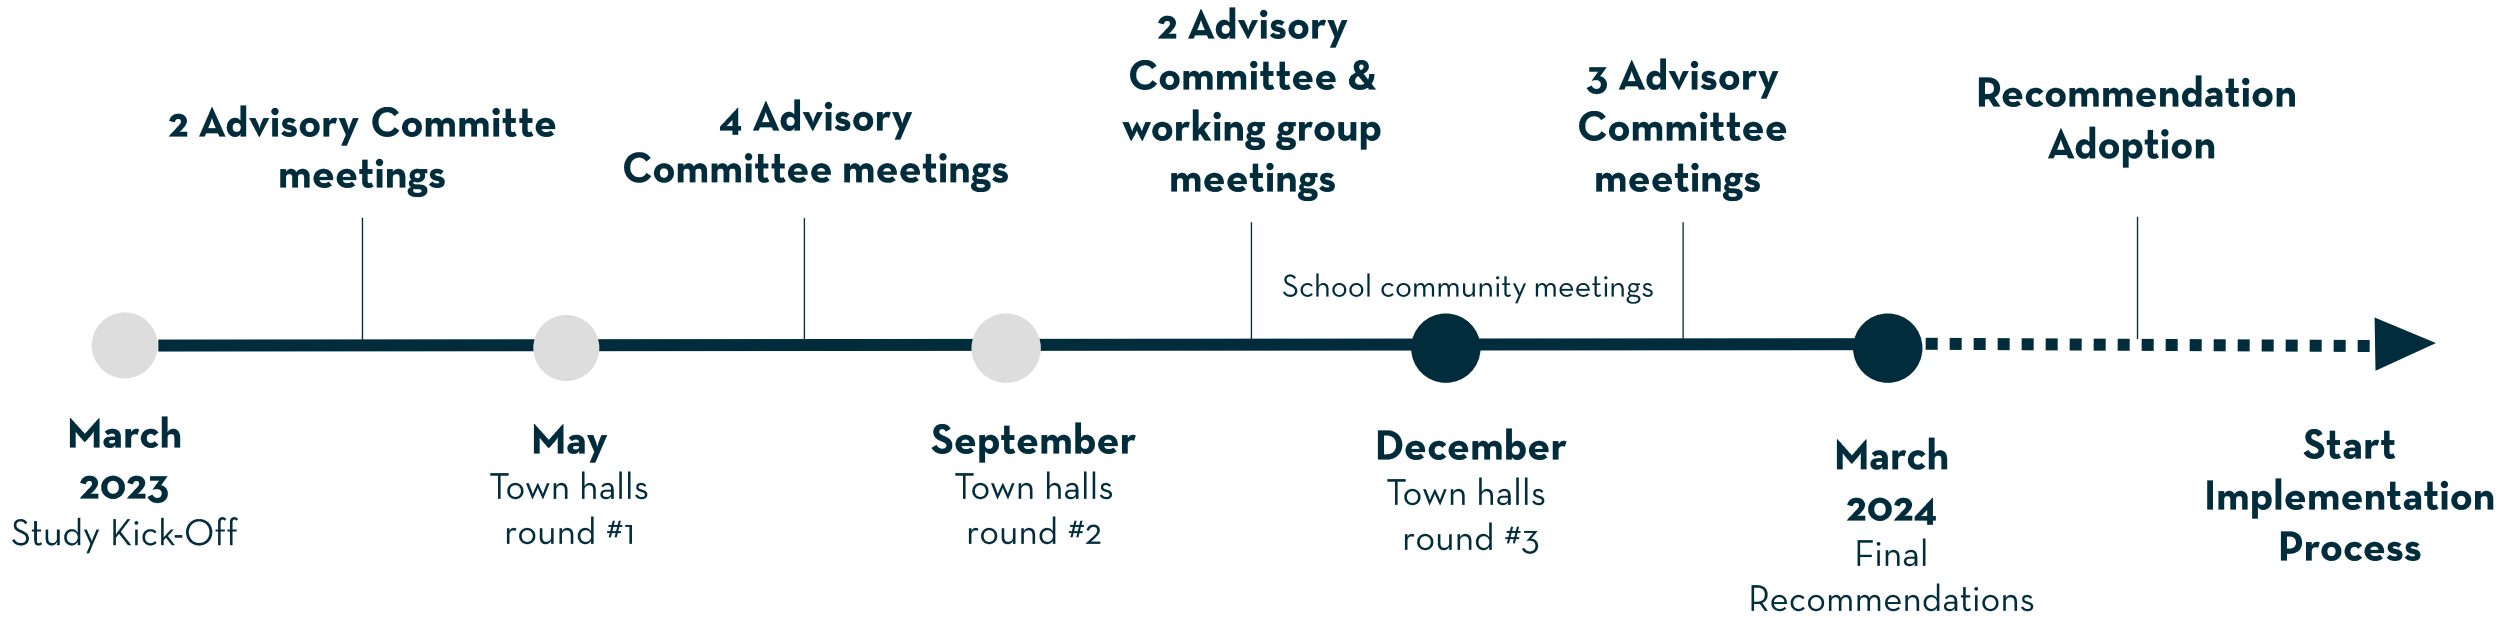 2 Advisory Committe
meetings
4 Advisory
Committee meetings
2 Advisory
Committee &
working group
meetings
3 Advisory
Committee
meetings
Recommendation
Adoption
School community meetings
March
2023
Study Kick-Off
May
Town halls
round #1
September
Town halls
round #2
December
Town halls
round #3
March
2024
Final
Recommendations
Start
Implementation
Process